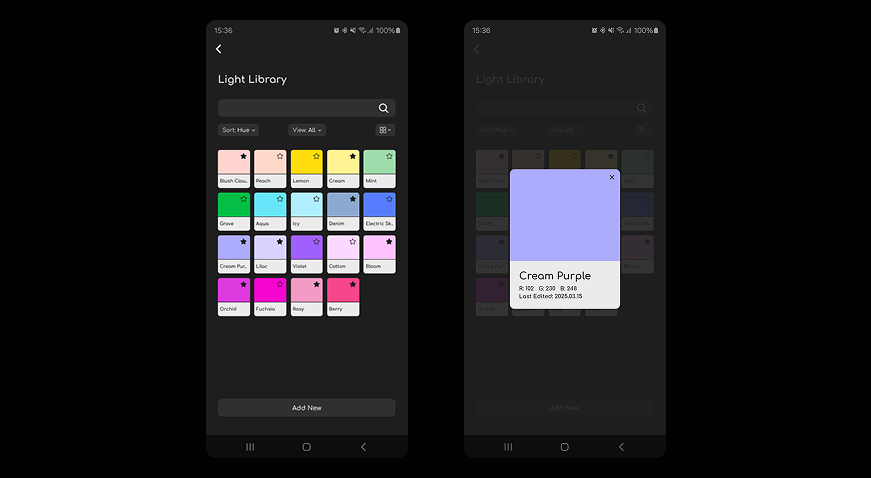 15:36 100%
Light Library
Sort: Hue View: All
Blush Clou.. Peach Lemon Cream Mint
Grove Aqua Icy Denim Electric Sk..
Cream Pur.. Lilac Violet Cotton Bloom
Orchid Fuchsia Rosy Berry
Add New
15:36 100%
Light Library
Sort: Hue View: All
Cream Purple
R: 102 G: 230 B: 248
Last Edited: 2025.03.15
Add New